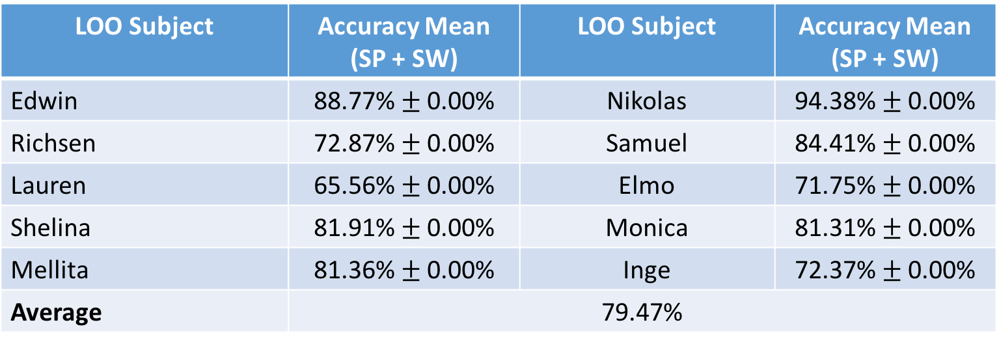 LOO Subject Accuracy Mean (SP + SW) LOO Subject Accuracy Mean (SP + SW)
Edwin 88.77% ± 0.00% Nikolas 94.38% ± 0.00%
Richsen 72.87% ± 0.00% Samuel 84.41% ± 0.00%
Lauren 65.56% ± 0.00% Elmo 71.75% ± 0.00%
Shelina 81.91% ± 0.00% Monica 81.31% ± 0.00%
Mellita 81.36% ± 0.00% Inge 72.37% ± 0.00%
Average 79.47%